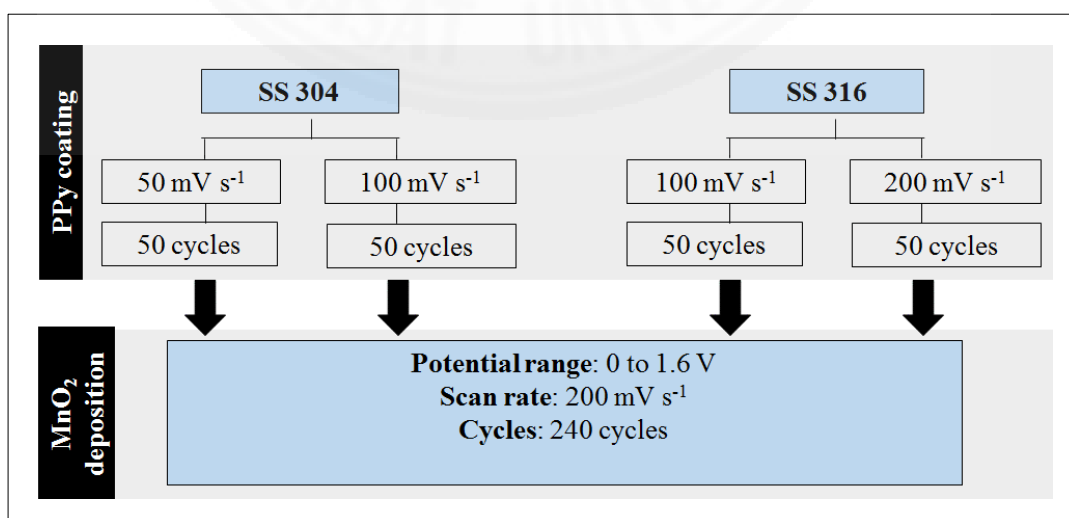 PPy coating
SS 304
SS 316
50 mV s⁻¹
100 mV s⁻¹
100 mV s⁻¹
200 mV s⁻¹
50 cycles
50 cycles
50 cycles
50 cycles
MnO₂
deposition
Potential range: 0 to 1.6 V
Scan rate: 200 mV s⁻¹
Cycles: 240 cycles